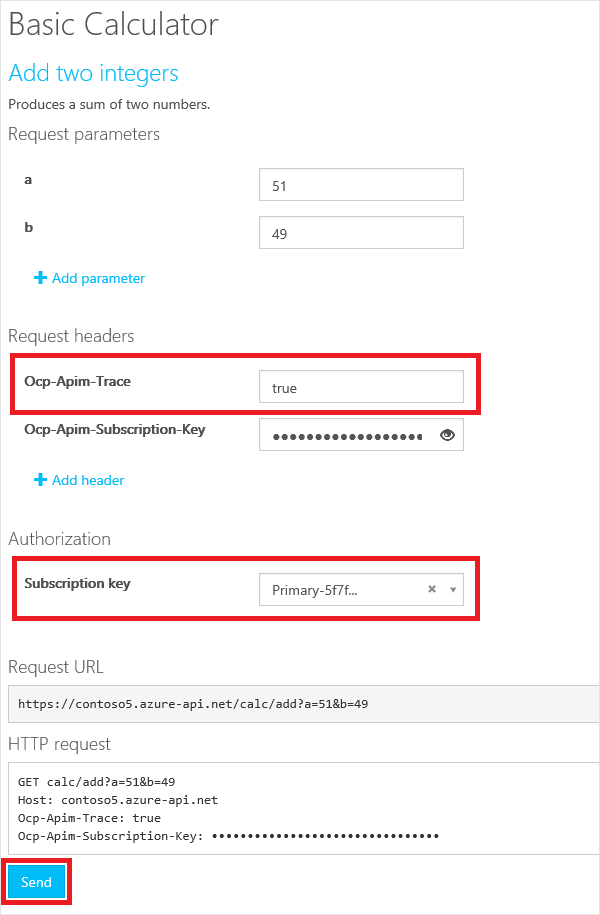 Basic Calculator
Add two integers
Produces a sum of two numbers.
Request parameters
a
51
b
49
Add parameter
Request headers
Ocp-Apim-Trace
true
Ocp-Apim-Subscription-Key
●●●●●●●●●●●●●●●●●●
Add header
Authorization
Subscription key
Primary-5f7f...
Request URL
https://contoso5.azure-api.net/calc/add?a=51&b=49
HTTP request
GET calc/add?a=51&b=49
Host: contoso5.azure-api.net
Ocp-Apim-Trace: true
Ocp-Apim-Subscription-Key: ••••••••••••••••••••••••••••••••
Send